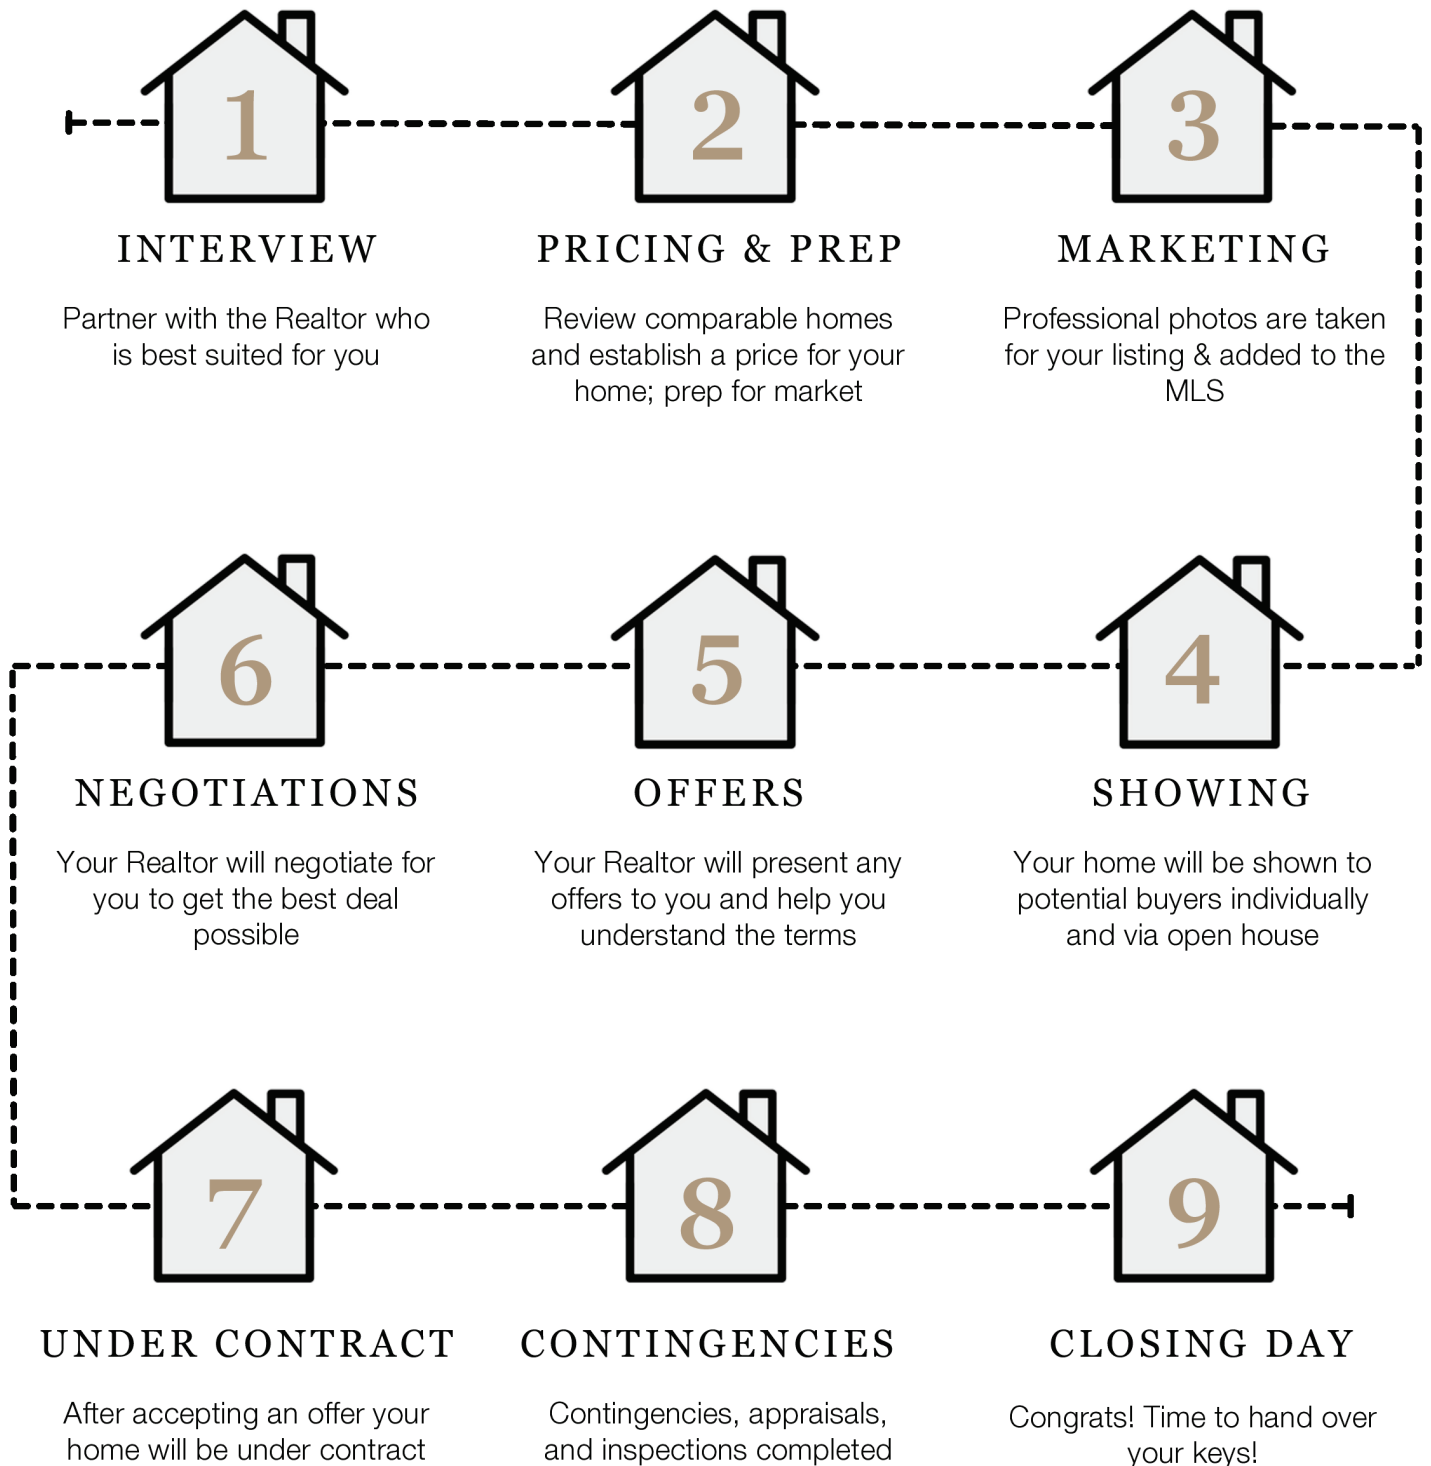 1
INTERVIEW
Partner with the Realtor who
is best suited for you
2
PRICING & PREP
Review comparable homes
and establish a price for your
home; prep for market
3
MARKETING
Professional photos are taken
for your listing & added to the
MLS
4
SHOWING
Your home will be shown to
potential buyers individually
and via open house
5
OFFERS
Your Realtor will present any
offers to you and help you
understand the terms
6
NEGOTIATIONS
Your Realtor will negotiate for
you to get the best deal
possible
7
UNDER CONTRACT
After accepting an offer your
home will be under contract
8
CONTINGENCIES
Contingencies, appraisals,
and inspections completed
9
CLOSING DAY
Congrats! Time to hand over
your keys!